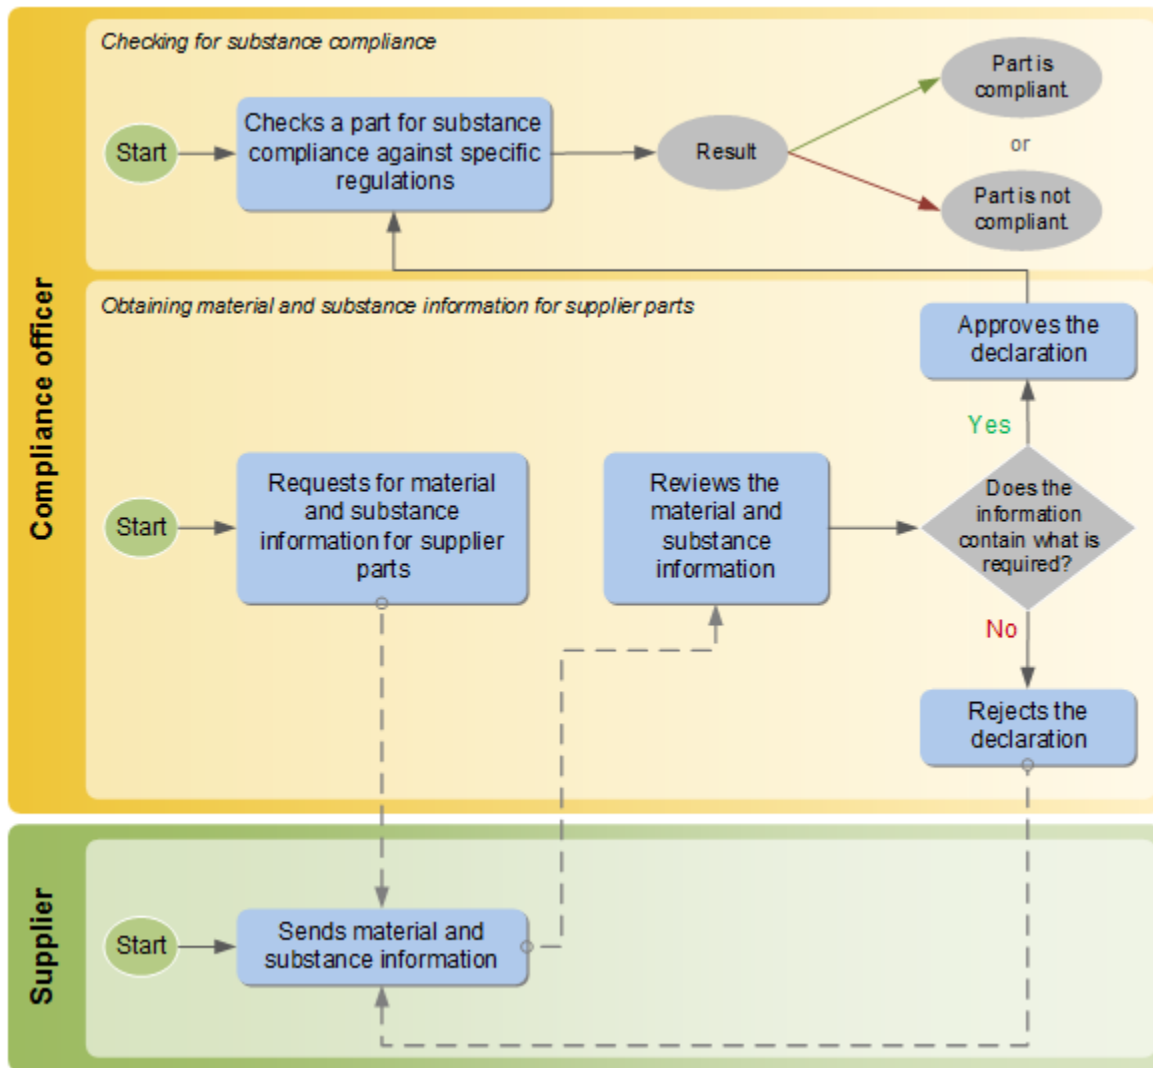 Compliance officer
Checking for substance compliance
Start
Checks a part for substance
compliance against specific
regulations
Result
Part is
compliant.
or
Part is not
compliant.
Obtaining material and substance information for supplier parts
Approves the
declaration
Yes
Start
Requests for material
and substance
information for supplier
parts
Reviews the
material and
substance
information
Does the
information
contain what is
required?
No
Rejects the
declaration
Supplier
Start
Sends material and
substance information